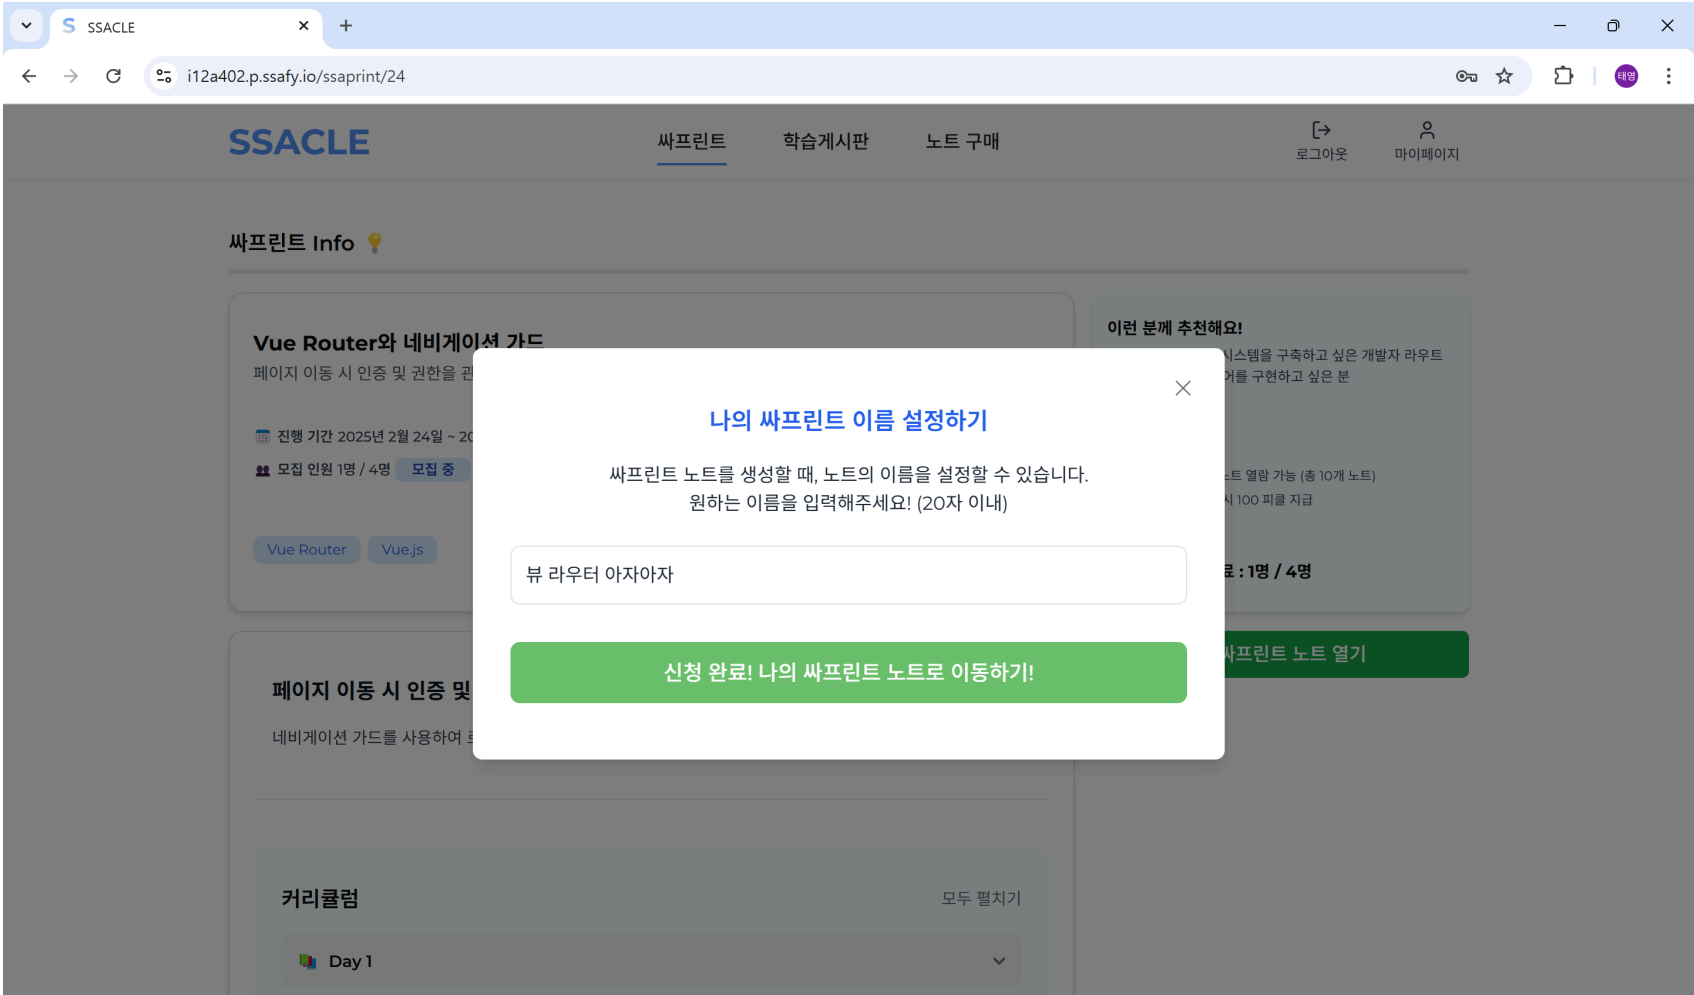 SSACLE
i12a402.p.ssafy.io/ssaprint/24
태영
SSACLE
싸프린트
학습게시판
노트 구매
로그아웃
마이페이지
싸프린트 Info
Vue Router와 네비게이션 가드
페이지 이동 시 인증 및 권한을 관
진행 기간 2025년 2월 24일 ~ 20
모집 인원 1명 / 4명 모집 중
Vue Router
Vue.js
이런 분께 추천해요!
시스템을 구축하고 싶은 개발자 라우트
어를 구현하고 싶은 분
노트 열람 가능 (총 10개 노트)
시 100 피클 지급
료 : 1명 / 4명
싸프린트 노트 열기
나의 싸프린트 이름 설정하기
싸프린트 노트를 생성할 때, 노트의 이름을 설정할 수 있습니다.
원하는 이름을 입력해주세요! (20자 이내)
뷰 라우터 아자아자
신청 완료! 나의 싸프린트 노트로 이동하기!
페이지 이동 시 인증 및
네비게이션 가드를 사용하여
커리큘럼
모두 펼치기
Day 1